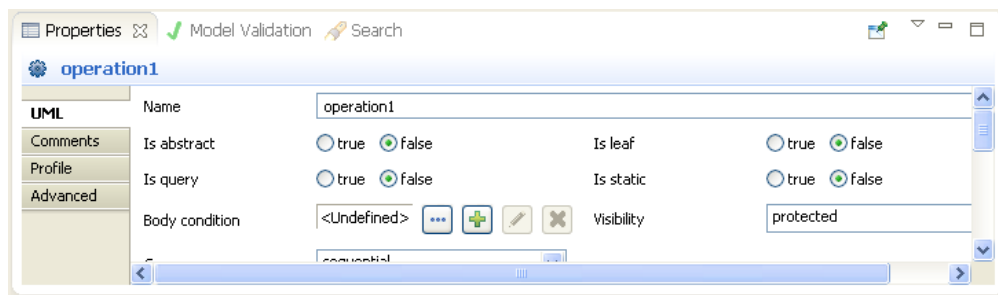 Properties Model Validation Search
operation1
UML
Comments
Profile
Advanced
Name operation1
Is abstract true false Is leaf true false
Is query true false Is static true false
Body condition <Undefined> Visibility protected
sequential